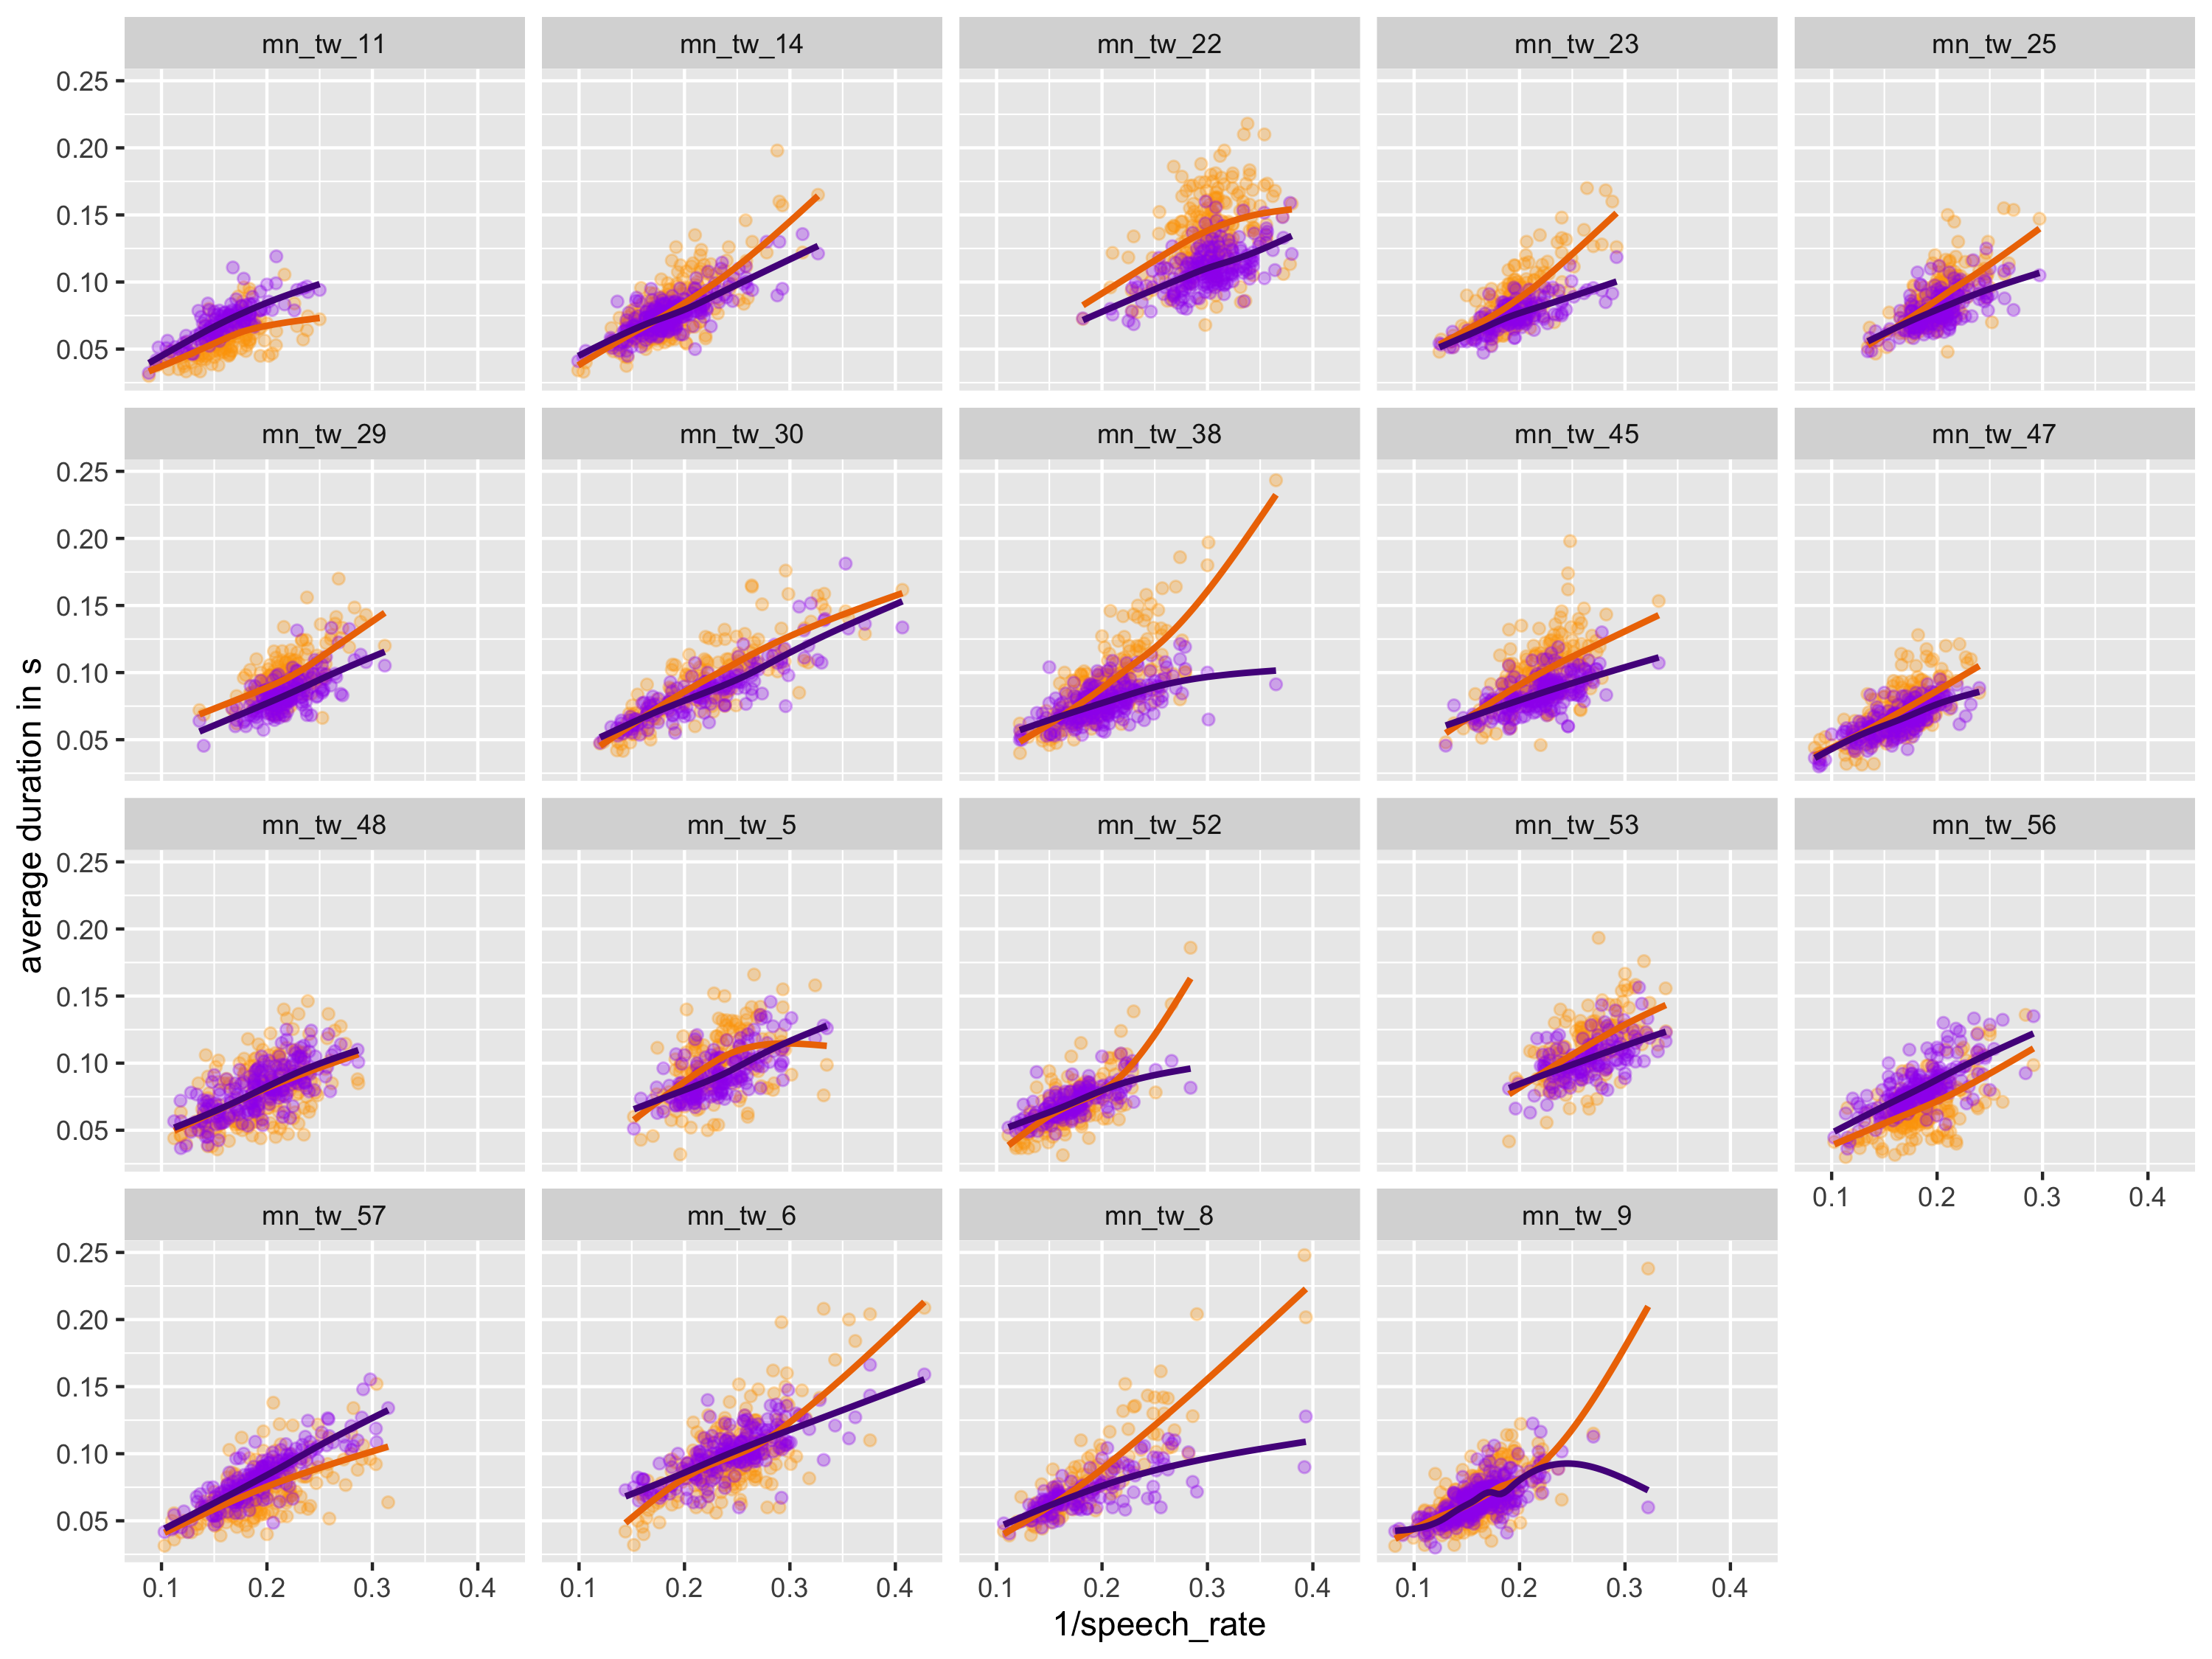 mn_tw_11 mn_tw_14 mn_tw_22 mn_tw_23 mn_tw_25
0.25
0.20
0.15
0.10
0.05
mn_tw_29 mn_tw_30 mn_tw_38 mn_tw_45 mn_tw_47
0.25
0.20
0.15
0.10
0.05
average duration in s
mn_tw_48 mn_tw_5 mn_tw_52 mn_tw_53 mn_tw_56
0.25
0.20
0.15
0.10
0.05
0.1 0.2 0.3 0.4
mn_tw_57 mn_tw_6 mn_tw_8 mn_tw_9
0.25
0.20
0.15
0.10
0.05
0.1 0.2 0.3 0.4 0.1 0.2 0.3 0.4 0.1 0.2 0.3 0.4 0.1 0.2 0.3 0.4
1/speech_rate